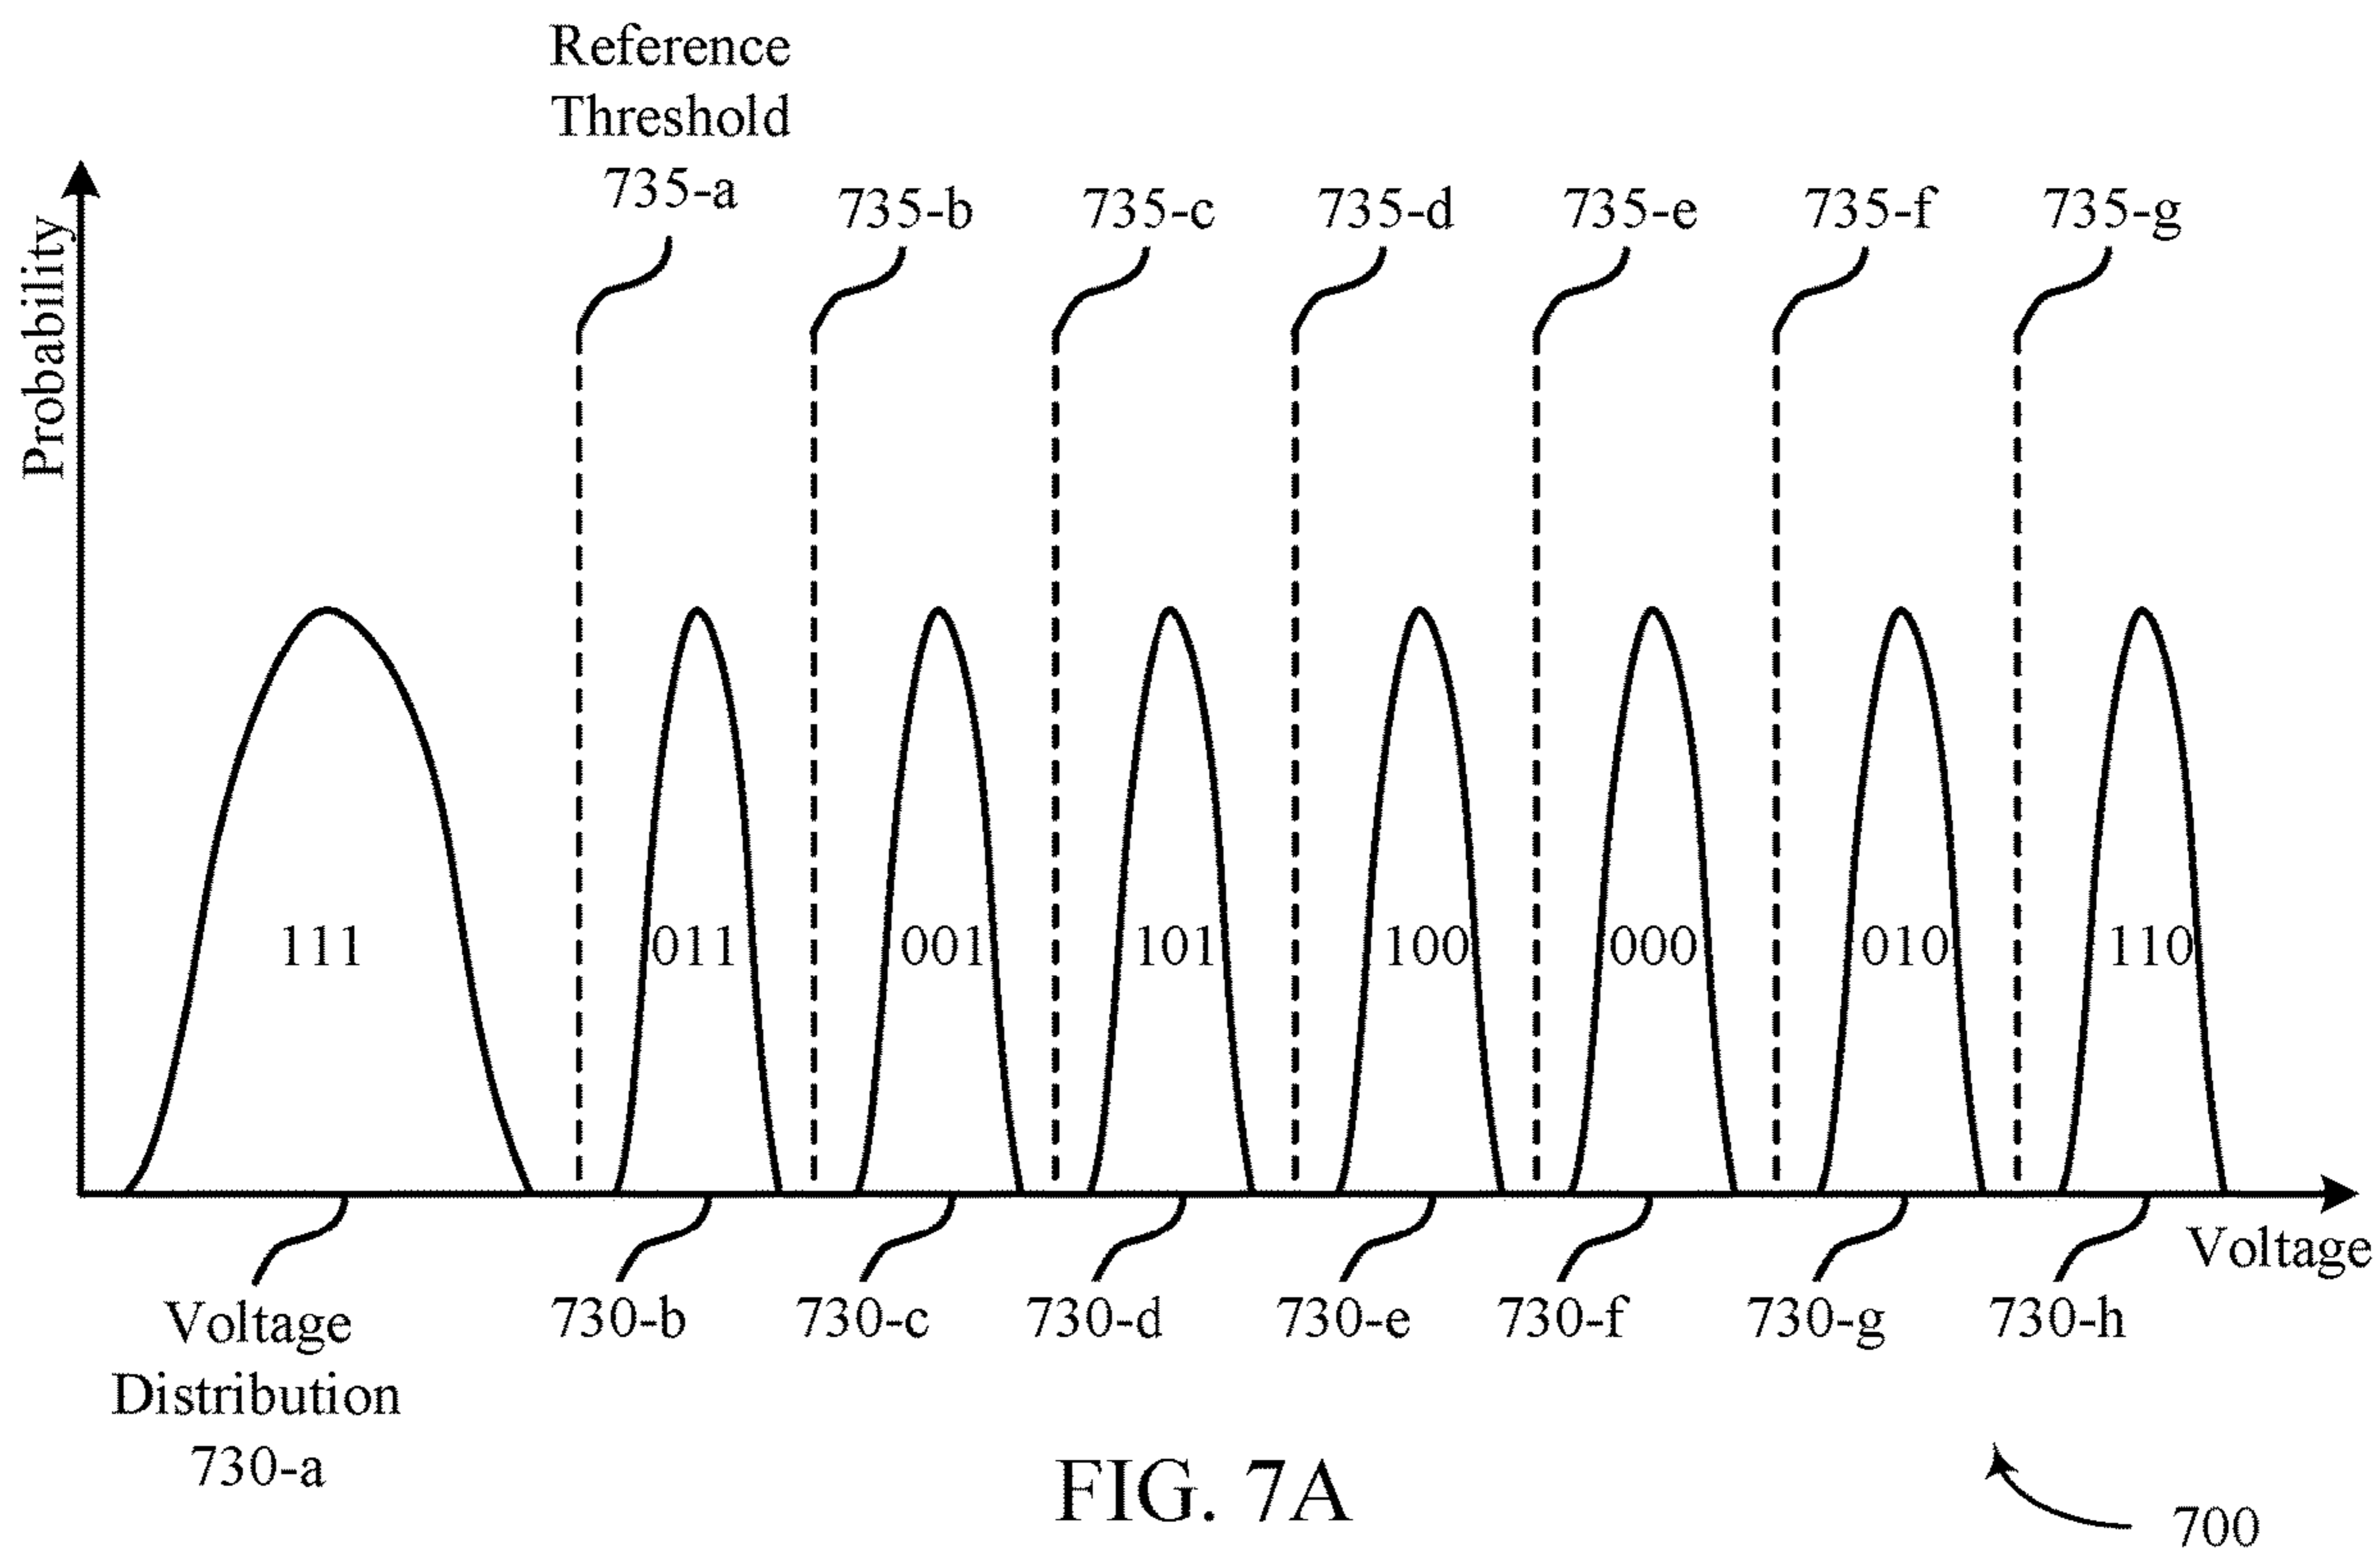 Reference
Threshold
735-a
735-b
735-c
735-d
735-e
735-f
735-g
Probability
111
011
001
101
100
000
010
110
Voltage
Voltage
Distribution
730-a
730-b
730-c
730-d
730-e
730-f
730-g
730-h
FIG. 7A
700